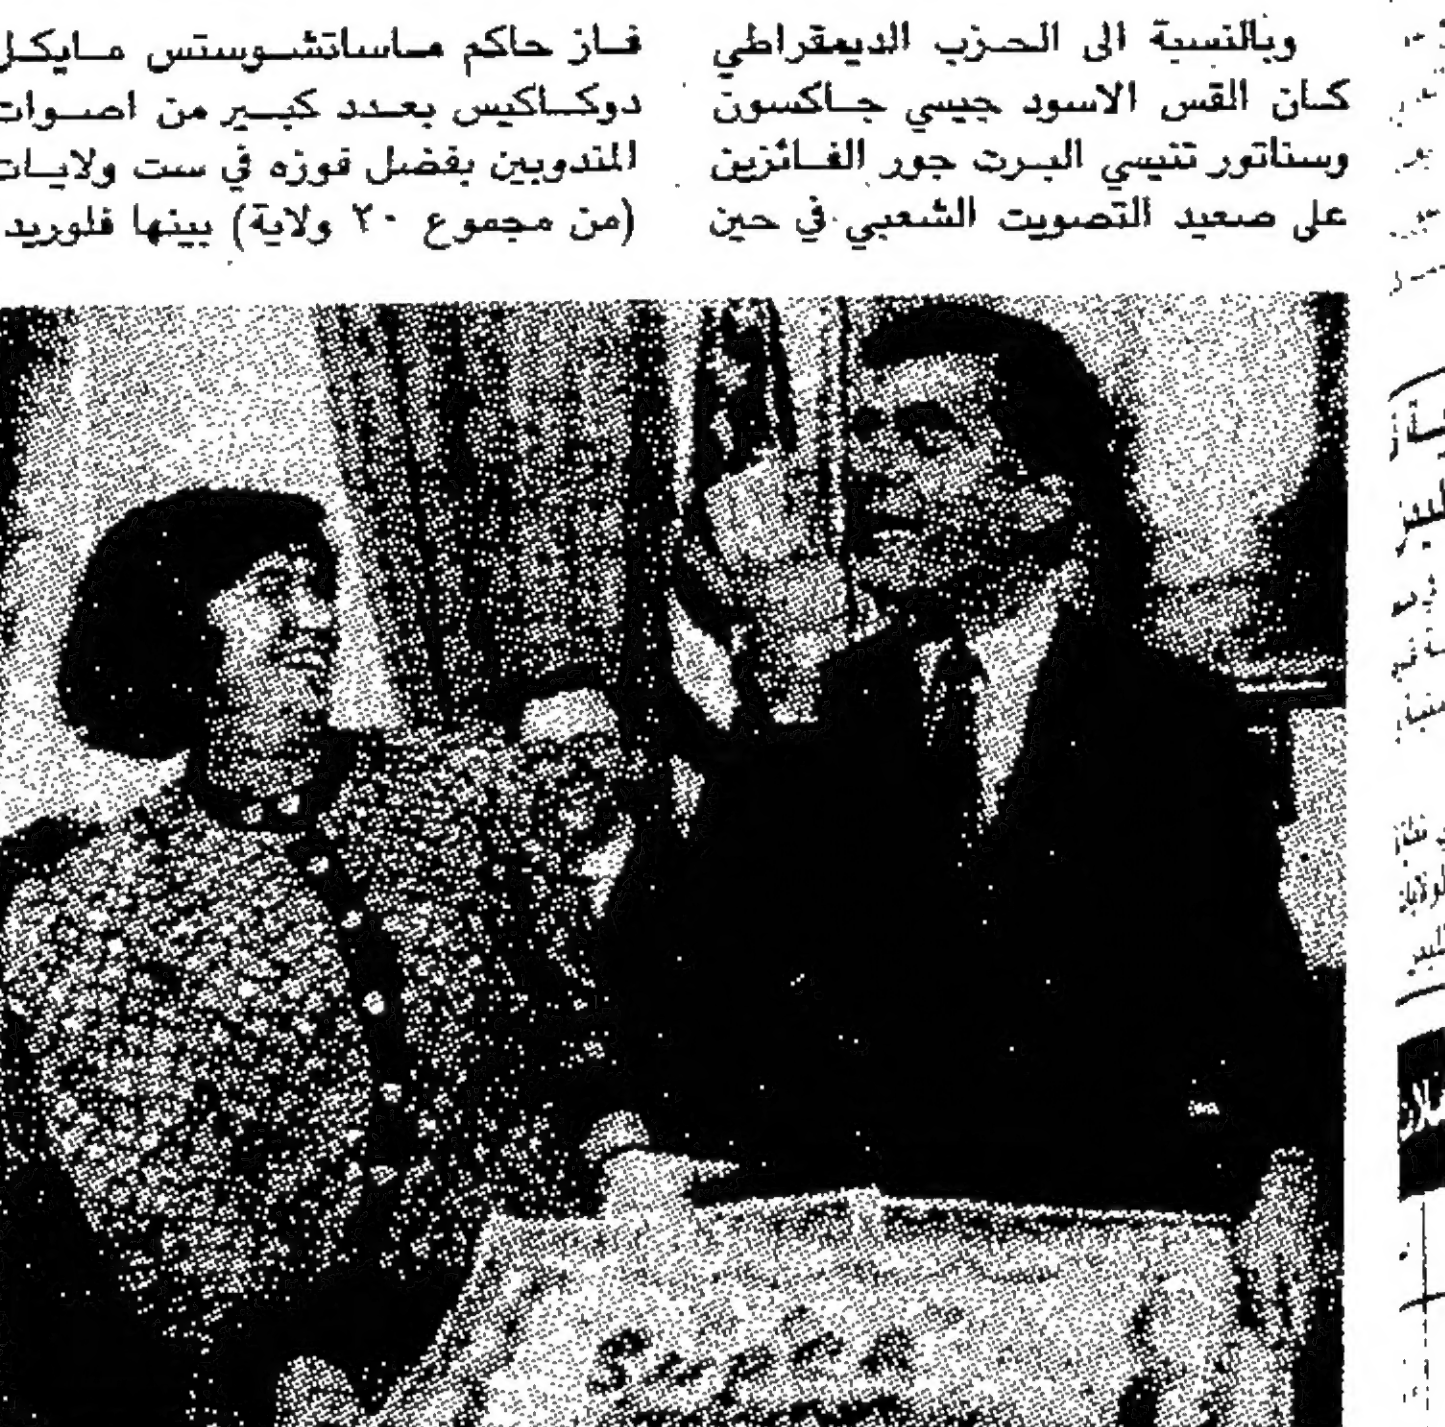 وبالنسبة الى الحزب الديمقراطي
كان القس الاسود جيسي جاكسون
وسناتور تنيسي البرت جور الفائزين
على صعيد التصويت الشعبي في حين
فاز حاكم ماساتشوستس مايكل
دوكاكيس بعدد كبير من اصوات
المندوبين بفضل فوزه في ست ولايات
(من مجموع ٢٠ ولاية) بينها فلوريد
Super